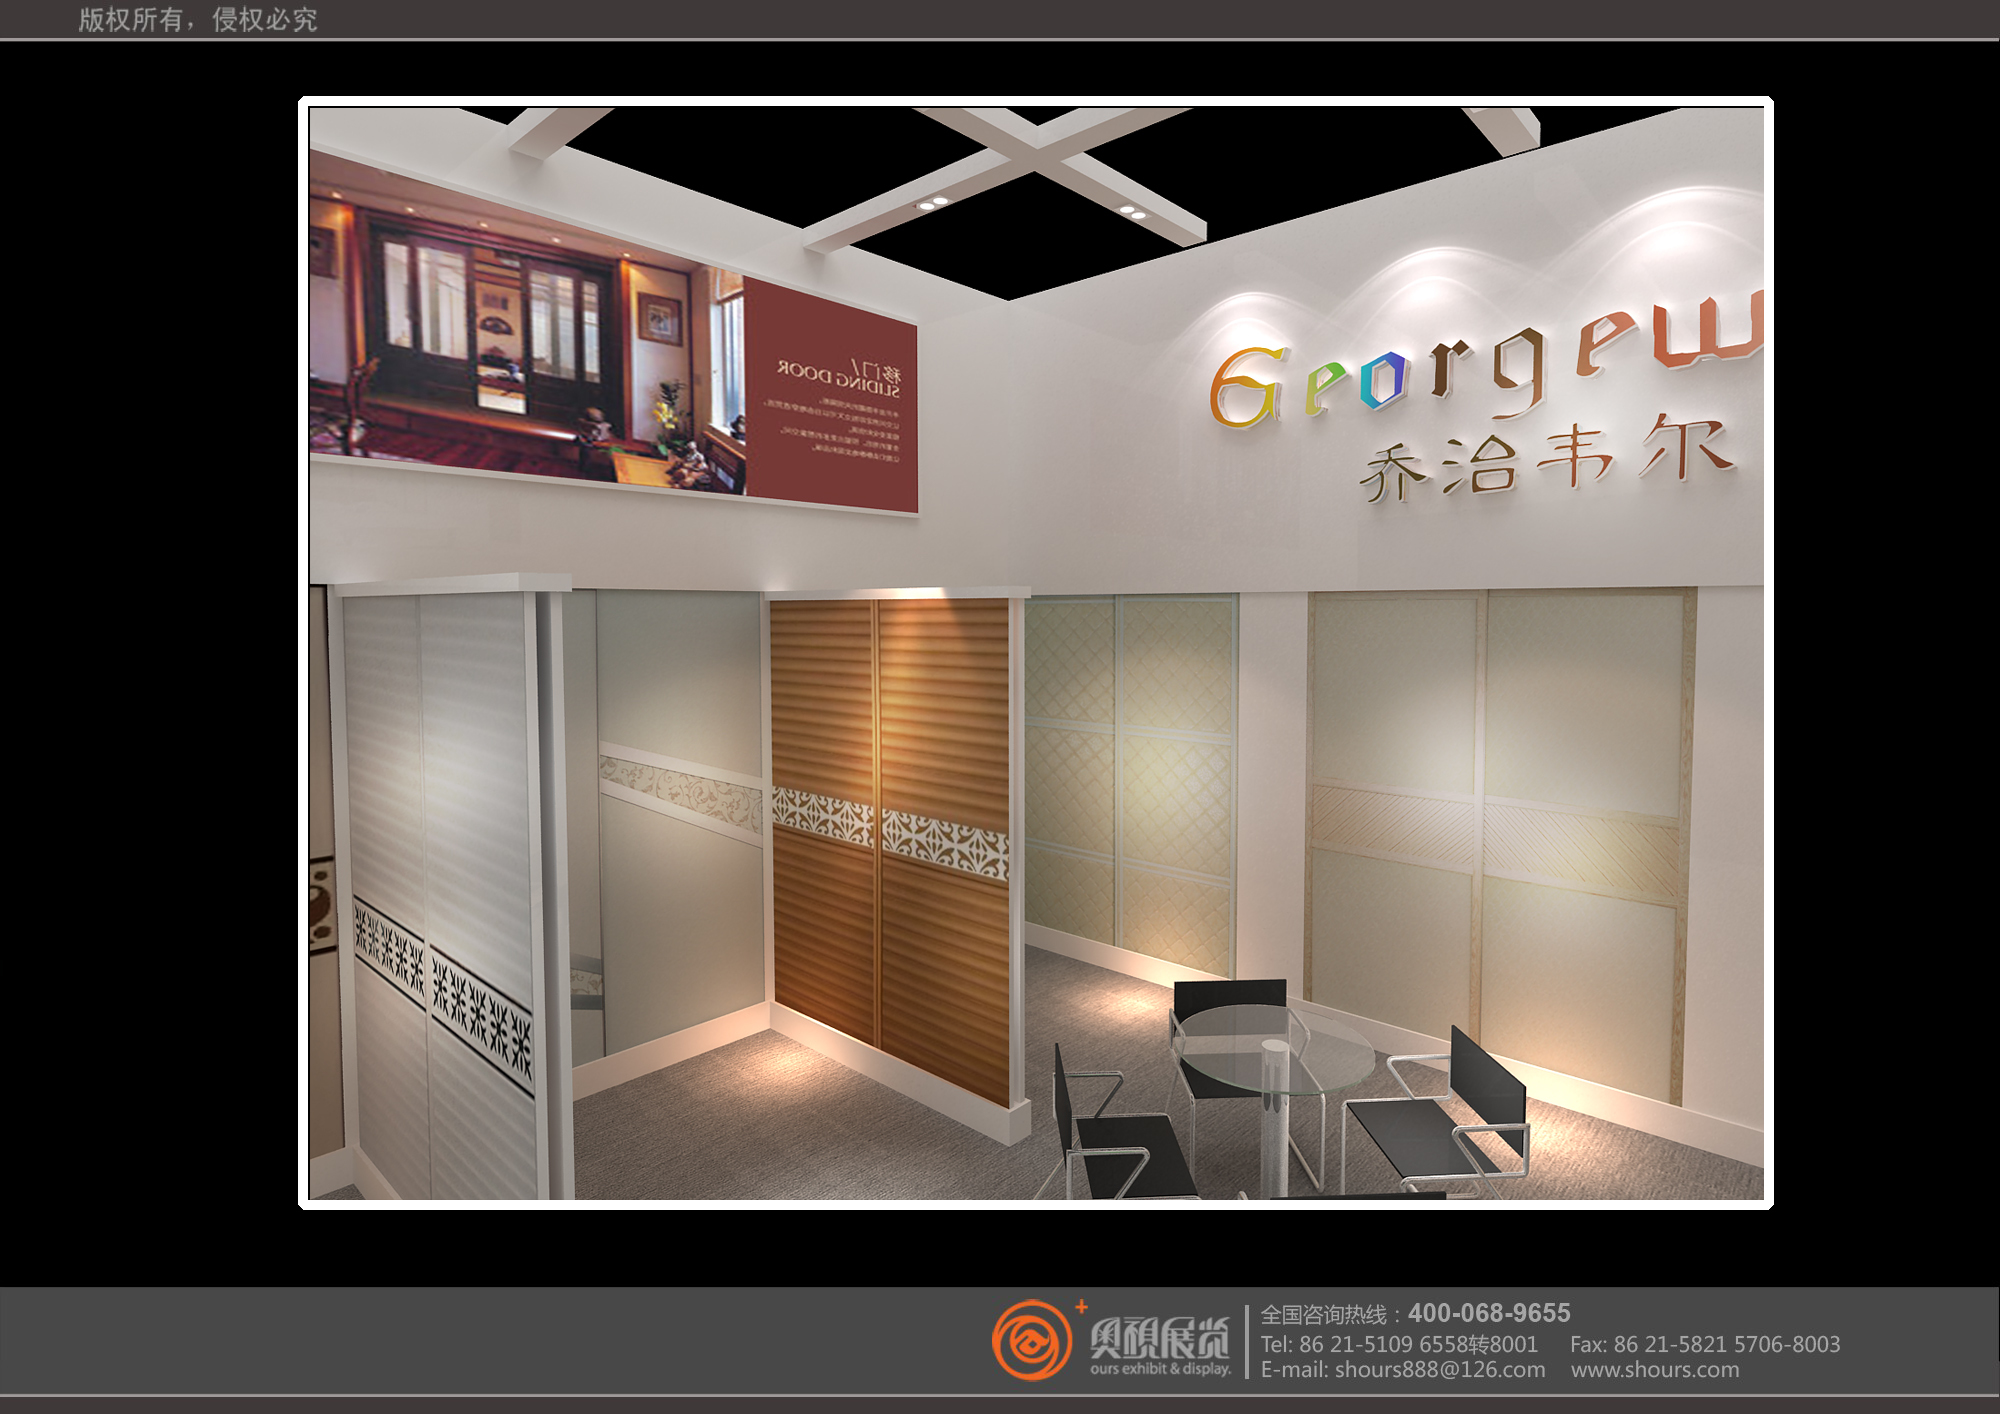 版权所有，侵权必究
移门/
SLIDING DOOR
Georgew
乔治韦尔
奥视展览
ours exhibit & display.
全国咨询热线：400-068-9655
Tel: 86 21-5109 6558转8001 Fax: 86 21-5821 5706-8003
E-mail: shours888@126.com www.shours.com